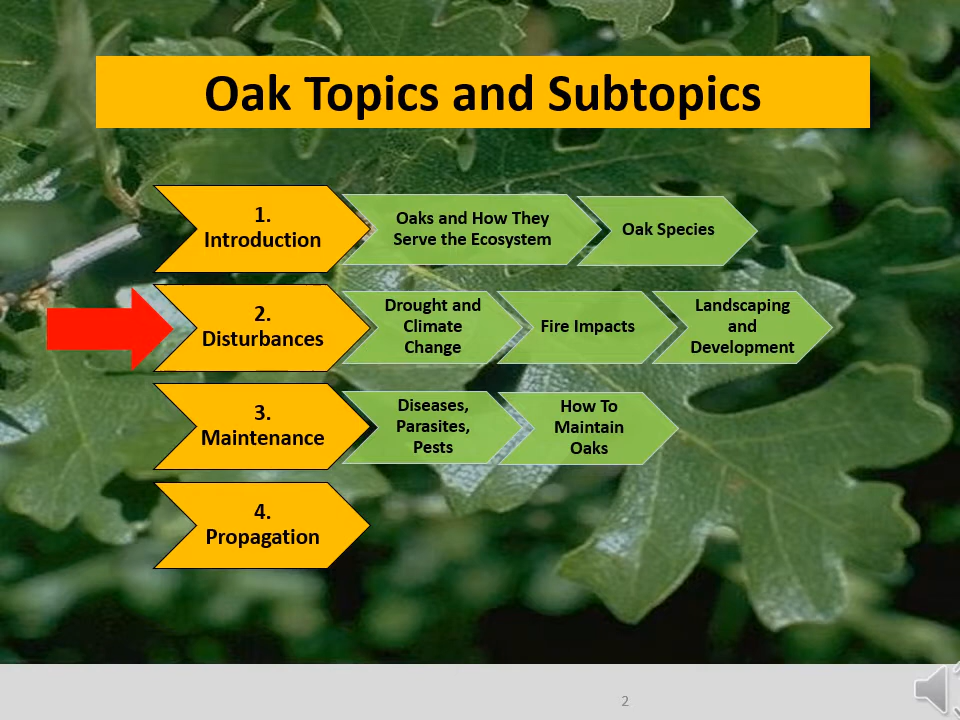 Oak Topics and Subtopics
1.
Introduction
Oaks and How They
Serve the Ecosystem
Oak Species
2.
Disturbances
Drought and
Climate
Change
Fire Impacts
Landscaping
and
Development
3.
Maintenance
Diseases,
Parasites,
Pests
How To
Maintain
Oaks
4.
Propagation
2